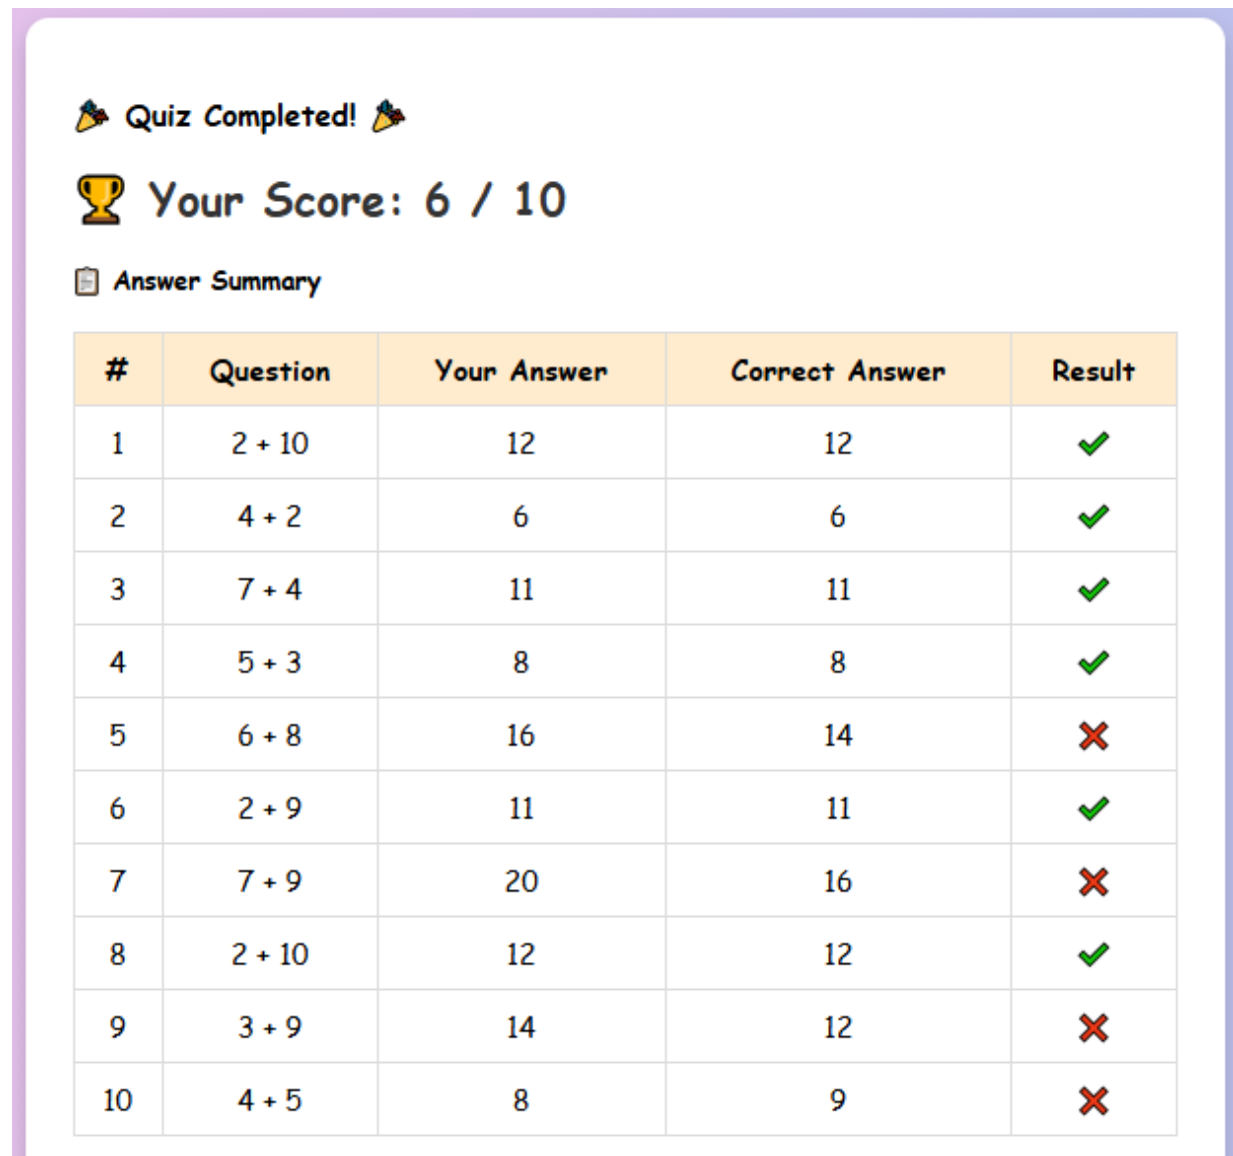 🎉 Quiz Completed! 🎉
🏆 Your Score: 6 / 10
📋 Answer Summary
# Question Your Answer Correct Answer Result
1 2 + 10 12 12 ✔
2 4 + 2 6 6 ✔
3 7 + 4 11 11 ✔
4 5 + 3 8 8 ✔
5 6 + 8 16 14 ❌
6 2 + 9 11 11 ✔
7 7 + 9 20 16 ❌
8 2 + 10 12 12 ✔
9 3 + 9 14 12 ❌
10 4 + 5 8 9 ❌